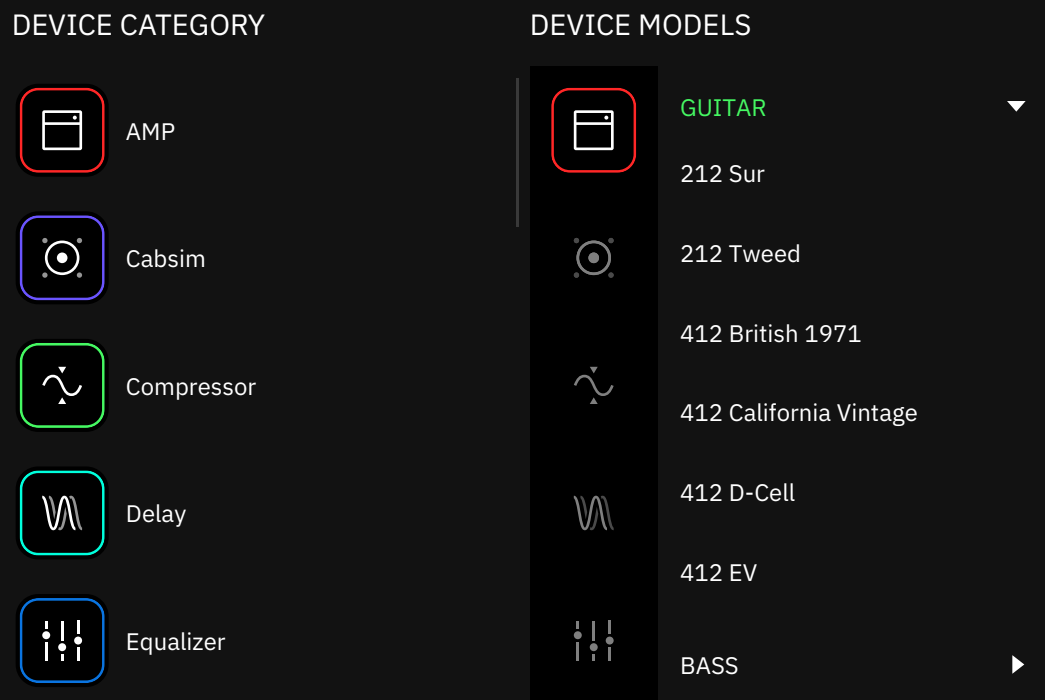 DEVICE CATEGORY
AMP
Cabsim
Compressor
Delay
Equalizer
DEVICE MODELS
GUITAR
212 Sur
212 Tweed
412 British 1971
412 California Vintage
412 D-Cell
412 EV
BASS